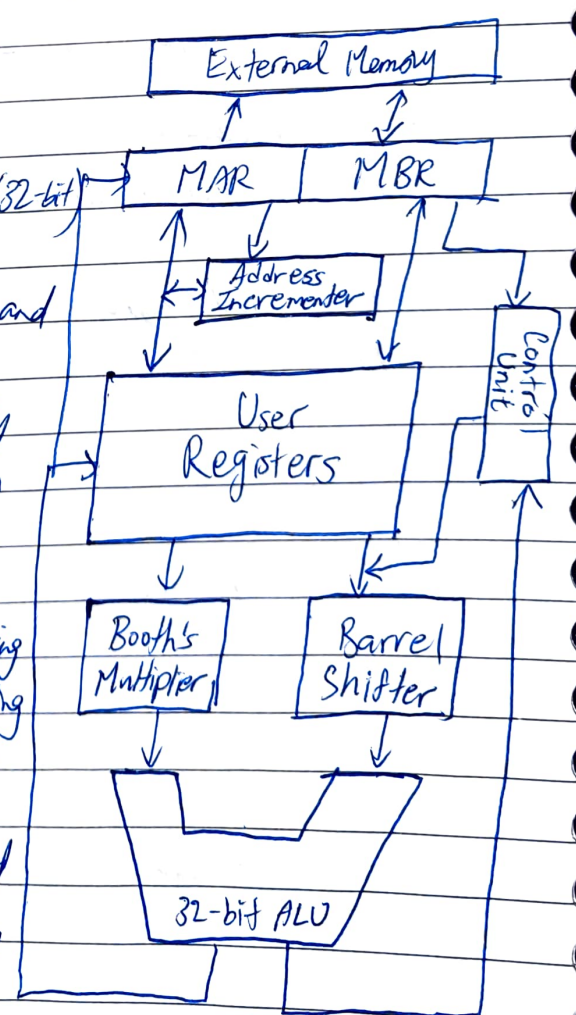 External Memory
32-bit)
MAR
MBR
Address
Incrementer
and
Control
Unit
User
Registers
Booth's
Multiplier
Barrel
Shifter
32-bit ALU